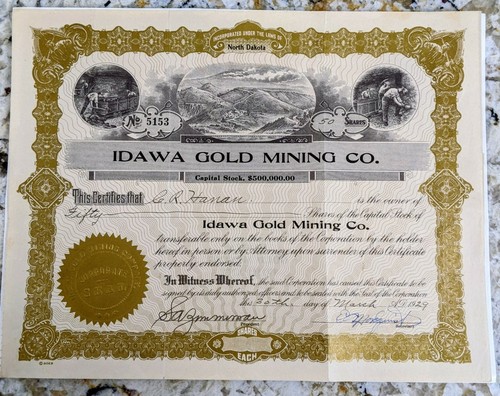 INCORPORATED UNDER THE LAWS OF
North Dakota
No 5153
50 SHARES
IDAWA GOLD MINING CO.
Capital Stock, $500,000.00
This Certifies that C. R. Hanan is the owner of
Fifty Shares of the Capital Stock of
Idawa Gold Mining Co.
transferable only on the books of the Corporation by the holder
hereof in person or by Attorney upon surrender of this Certificate
properly endorsed.
In Witness Whereof, the said Corporation has caused this Certificate to be
signed by its duly authorized officers and to be sealed with the Seal of the Corporation
this 30th day of March A.D. 1929
President
Secretary
SHARES
EACH